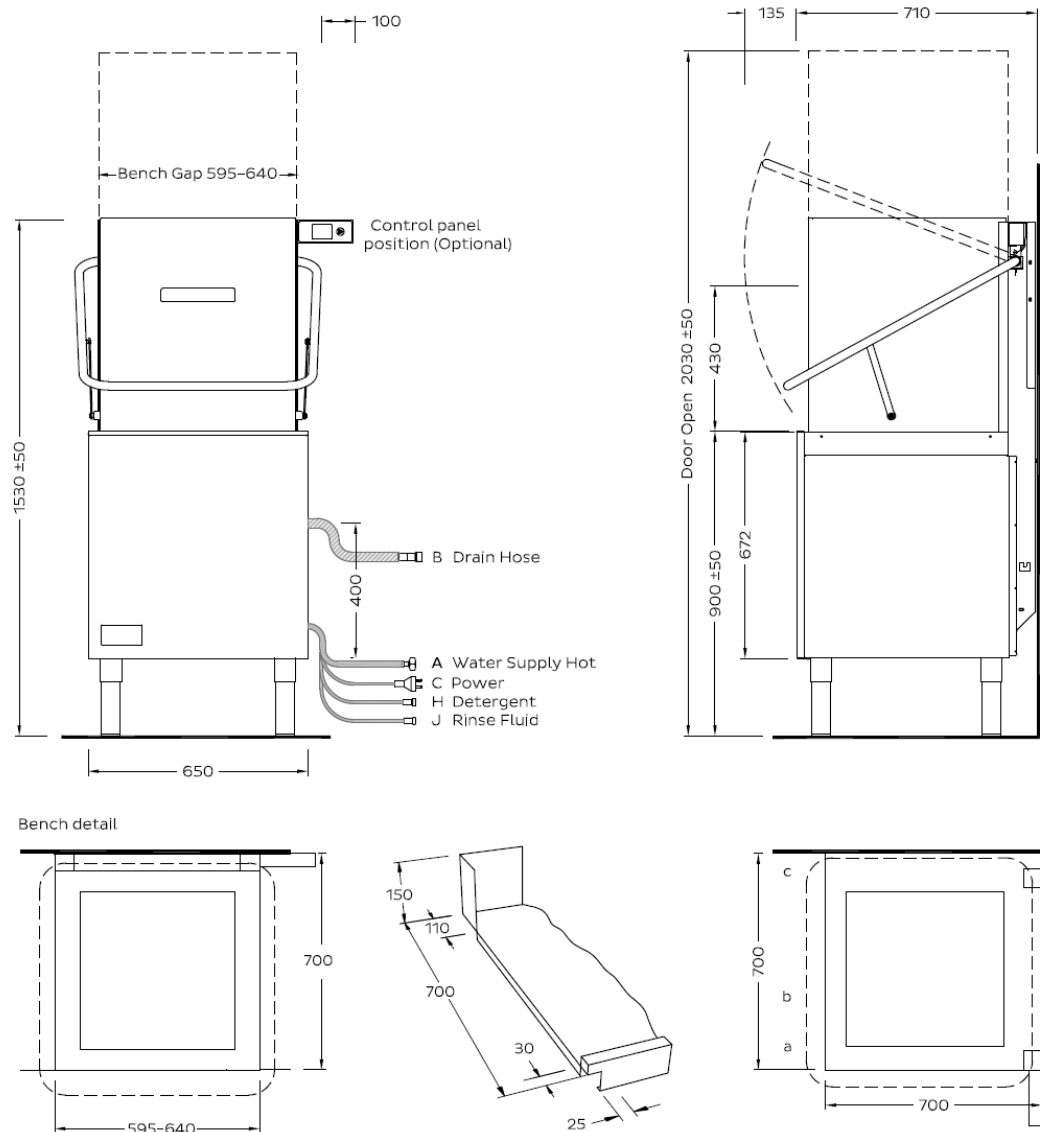 100
135
710
Bench Gap 595-640
Control panel
position (Optional)
1530 ±50
Door Open 2030 ±50
430
900 ±50
672
B Drain Hose
400
A Water Supply Hot
C Power
H Detergent
J Rinse Fluid
650
Bench detail
700
595-640
150
110
700
30
25
c
700
b
a
700